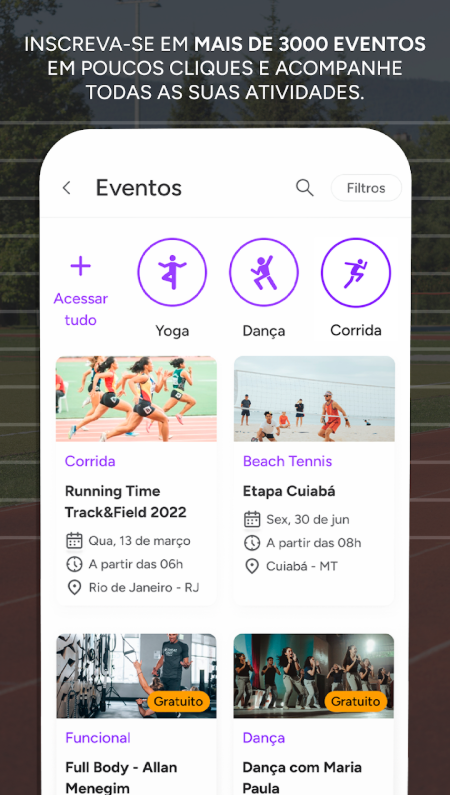 INSCREVA-SE EM MAIS DE 3000 EVENTOS
EM POUCOS CLIQUES E ACOMPANHE
TODAS AS SUAS ATIVIDADES.
Eventos
Filtros
Acessar
tudo
Yoga
Dança
Corrida
Corrida
Running Time
Track&Field 2022
Qua, 13 de março
A partir das 06h
Rio de Janeiro - RJ
Beach Tennis
Etapa Cuiabá
Sex, 30 de jun
A partir das 08h
Cuiabá - MT
Gratuito
Funcional
Full Body - Allan
Menegim
Gratuito
Dança
Dança com Maria
Paula